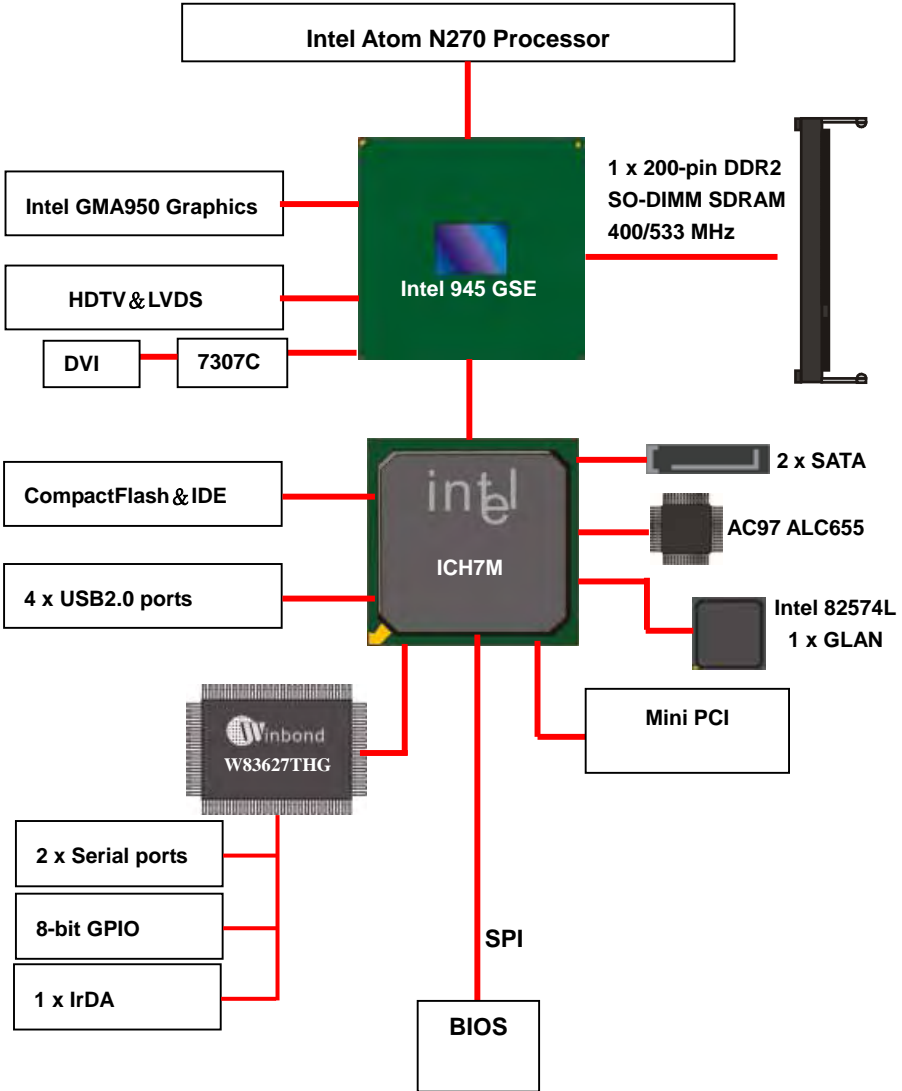 Intel Atom N270 Processor
1 x 200-pin DDR2
SO-DIMM SDRAM
400/533 MHz
Intel GMA950 Graphics
Intel 945 GSE
HDTV&LVDS
DVI
7307C
intel
2 x SATA
CompactFlash&IDE
AC97 ALC655
ICH7M
4 x USB2.0 ports
Intel 82574L
1 x GLAN
Mini PCI
Winbond
W83627THG
2 x Serial ports
8-bit GPIO
SPI
1 x IrDA
BIOS